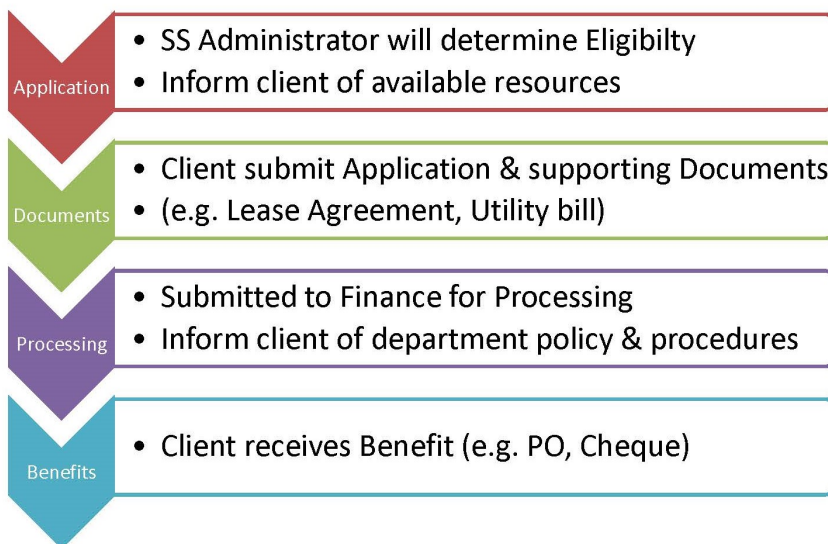 Application
• SS Administrator will determine Eligibilty
• Inform client of available resources
Documents
• Client submit Application & supporting Documents
• (e.g. Lease Agreement, Utility bill)
Processing
• Submitted to Finance for Processing
• Inform client of department policy & procedures
Benefits
• Client receives Benefit (e.g. PO, Cheque)